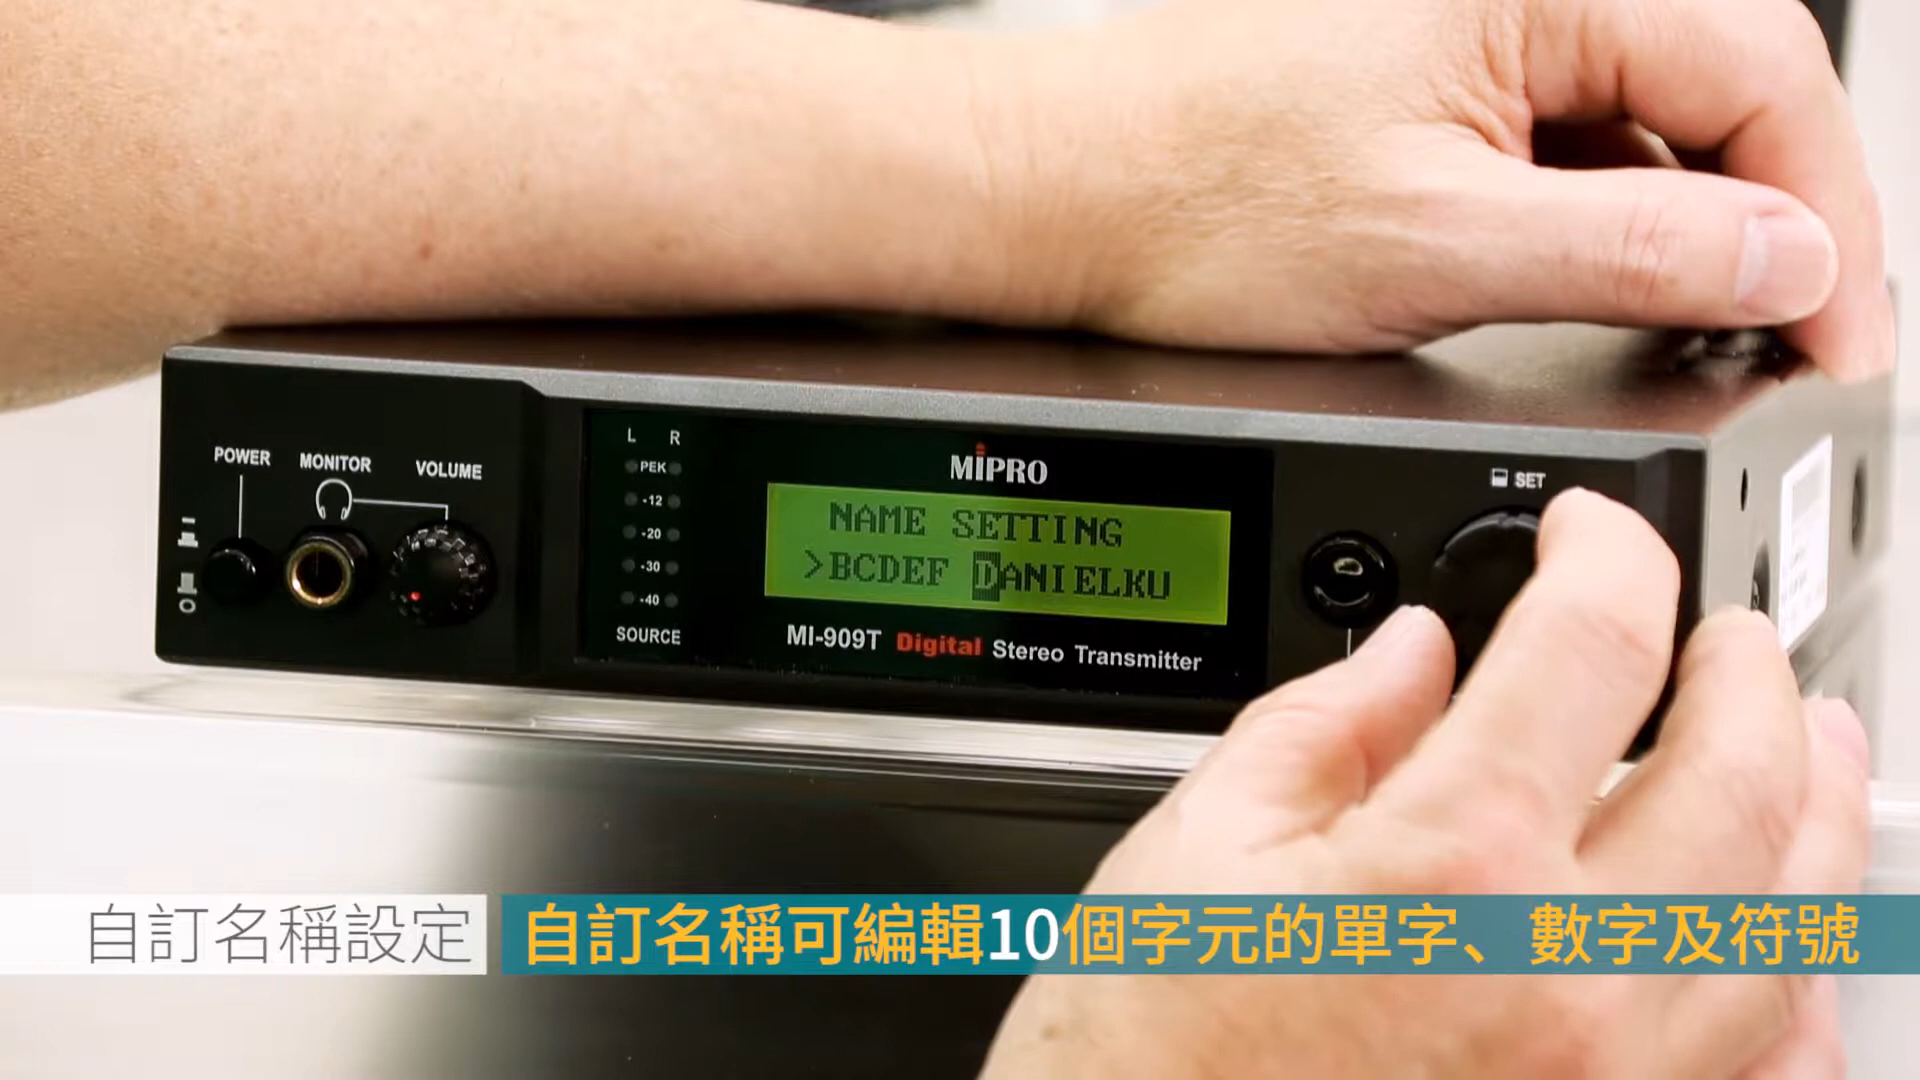 POWER
MONITOR
VOLUME
L R
PEK
-12
-20
-30
-40
SOURCE
MIPRO
NAME SETTING
>BCDEF DANIELKU
MI-909T Digital Stereo Transmitter
SET
自訂名稱設定
自訂名稱可編輯10個字元的單字、數字及符號